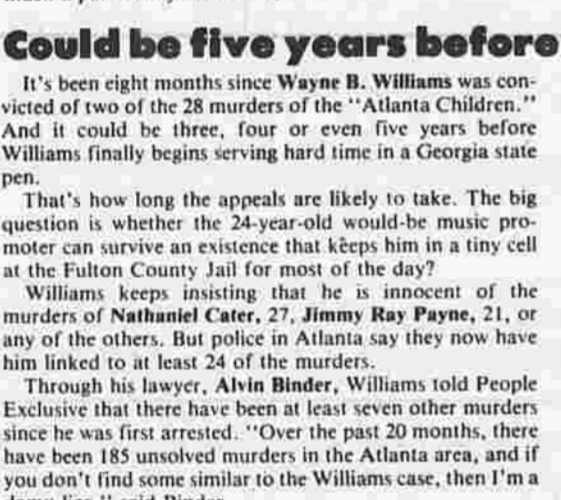 Could be five years before
It's been eight months since Wayne B. Williams was con-
victed of two of the 28 murders of the "Atlanta Children."
And it could be three, four or even five years before
Williams finally begins serving hard time in a Georgia state
pen.
That's how long the appeals are likely to take. The big
question is whether the 24-year-old would-be music pro-
moter can survive an existence that keeps him in a tiny cell
at the Fulton County Jail for most of the day?
Williams keeps insisting that he is innocent of the
murders of Nathaniel Cater, 27, Jimmy Ray Payne, 21, or
any of the others. But police in Atlanta say they now have
him linked to at least 24 of the murders.
Through his lawyer, Alvin Binder, Williams told People
Exclusive that there have been at least seven other murders
since he was first arrested. "Over the past 20 months, there
have been 185 unsolved murders in the Atlanta area, and if
you don't find some similar to the Williams case, then I'm a